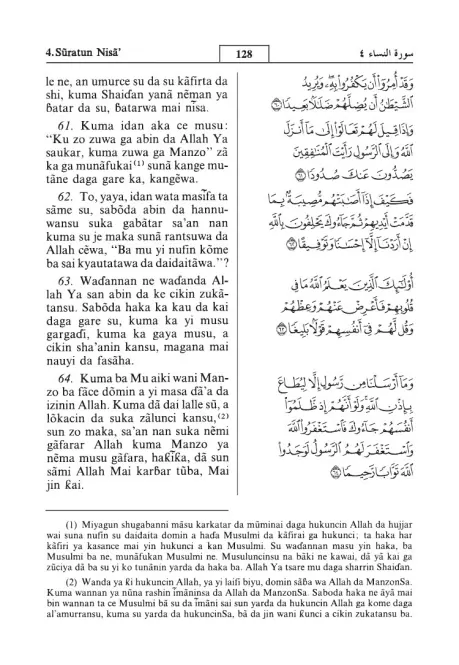 4.Sūratun Nisā'
128
سورة النساء ٤
le ne, an umurce su da su kāfirta da
shi, kuma Shaiɗan yanā nēman ya
ɓatar da su, ɓatarwa mai nīsa.
61. Kuma idan aka ce musu:
"Ku zo zuwa ga abin da Allah Ya
saukar, kuma zuwa ga Manzo" zā
ka ga munāfukai(1) sunā kange mu-
tāne daga gare ka, kangēwa.
62. To, yaya, idan wata masīfa ta
sāme su, sabōda abin da hannu-
wansu suka gabātar sa'an nan
kuma su je maka sunā rantsuwa da
Allah cēwa, "Ba mu yi nufin kōme
ba sai kyautatawa da daidaitāwa."?
63. Waɗannan ne waɗanda Al-
lah Ya san abin da ke cikin zukā-
tansu. Sabōda haka ka kau da kai
daga gare su, kuma ka yi musu
gargaɗi, kuma ka gaya musu, a
cikin sha'anin kansu, magana mai
nauyi da fasāha.
64. Kuma ba Mu aiki wani Man-
zo ba fāce dōmin a yi masa ɗā'a da
izinin Allah. Kuma dā dai lalle sū, a
lōkacin da suka zālunci kansu,(2)
sun zo maka, sa'an nan suka nēmi
gāfarar Allah kuma Manzo ya
nēma musu gāfara, haƙīƙa, dā sun
sāmi Allah Mai karɓar tūba, Mai
jin ƙai.
وَقَدْ أُمِرُوٓا۟ أَن يَكْفُرُوا۟ بِهِۦ وَيُرِيدُ
ٱلشَّيْطَٰنُ أَن يُضِلَّهُمْ ضَلَٰلًۢا بَعِيدًا ٦٠
وَإِذَا قِيلَ لَهُمْ تَعَالَوْا۟ إِلَىٰ مَآ أَنزَلَ
ٱللَّهُ وَإِلَى ٱلرَّسُولِ رَأَيْتَ ٱلْمُنَٰفِقِينَ
يَصُدُّونَ عَنكَ صُدُودًا ٦١
فَكَيْفَ إِذَآ أَصَٰبَتْهُم مُّصِيبَةٌۢ بِمَا
قَدَّمَتْ أَيْدِيهِمْ ثُمَّ جَآءُوكَ يَحْلِفُونَ بِٱللَّهِ
إِنْ أَرَدْنَآ إِلَّآ إِحْسَٰنًا وَتَوْفِيقًا ٦٢
أُو۟لَٰٓئِكَ ٱلَّذِينَ يَعْلَمُ ٱللَّهُ مَا فِى
قُلُوبِهِمْ فَأَعْرِضْ عَنْهُمْ وَعِظْهُمْ
وَقُل لَّهُمْ فِىٓ أَنفُسِهِمْ قَوْلًۢا بَلِيغًا ٦٣
وَمَآ أَرْسَلْنَا مِن رَّسُولٍ إِلَّا لِيُطَاعَ
بِإِذْنِ ٱللَّهِ وَلَوْ أَنَّهُمْ إِذ ظَّلَمُوٓا۟
أَنفُسَهُمْ جَآءُوكَ فَٱسْتَغْفَرُوا۟ ٱللَّهَ
وَٱسْتَغْفَرَ لَهُمُ ٱلرَّسُولُ لَوَجَدُوا۟
ٱللَّهَ تَوَّابًا رَّحِيمًا ٦٤
(1) Miyagun shugabanni māsu karkatar da mūminai daga hukuncin Allah da hujjar
wai suna nufin su daidaita domin a haɗa Musulmi da kāfirai ga hukunci; ta haka har
kāfiri ya kasance mai yin hukunci a kan Musulmi. Su waɗannan masu yin haka, ba
Musulmi ba ne, munāfukan Musulmi ne. Musuluncinsu na bāki ne kawai, dā yā kai ga
zūciya dā ba su yi ko tunānin yarda da haka ba. Allah Ya tsare mu daga sharrin Shaiɗan.
(2) Wanda ya ƙi hukuncin Allah, ya yi laifi biyu, domin sāɓa wa Allah da ManzonSa.
Kuma wannan ya nūna rashin īmāninsa da Allah da ManzonSa. Saboda haka ne āyā mai
bin wannan ta ce Musulmi bā su da īmāni sai sun yarda da hukuncin Allah ga kome daga
al'amurransu, kuma su yarda da hukuncinSa, bā da jin wani ƙunci a cikin zukatansu ba.